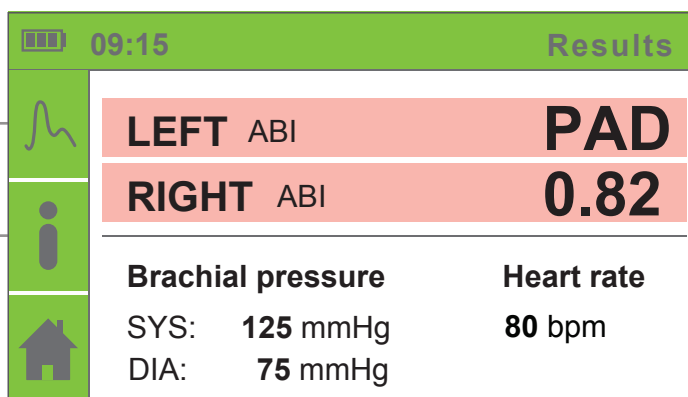 09:15 Results
LEFT ABI PAD
RIGHT ABI 0.82
Brachial pressure Heart rate
SYS: 125 mmHg 80 bpm
DIA: 75 mmHg